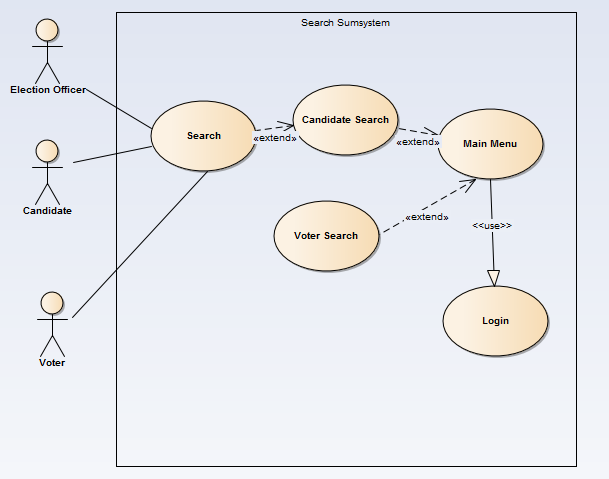 Search Sumsystem
Election Officer
Candidate
Voter
Search
«extend»
Candidate Search
«extend»
Main Menu
Voter Search
«extend»
<<use>>
Login